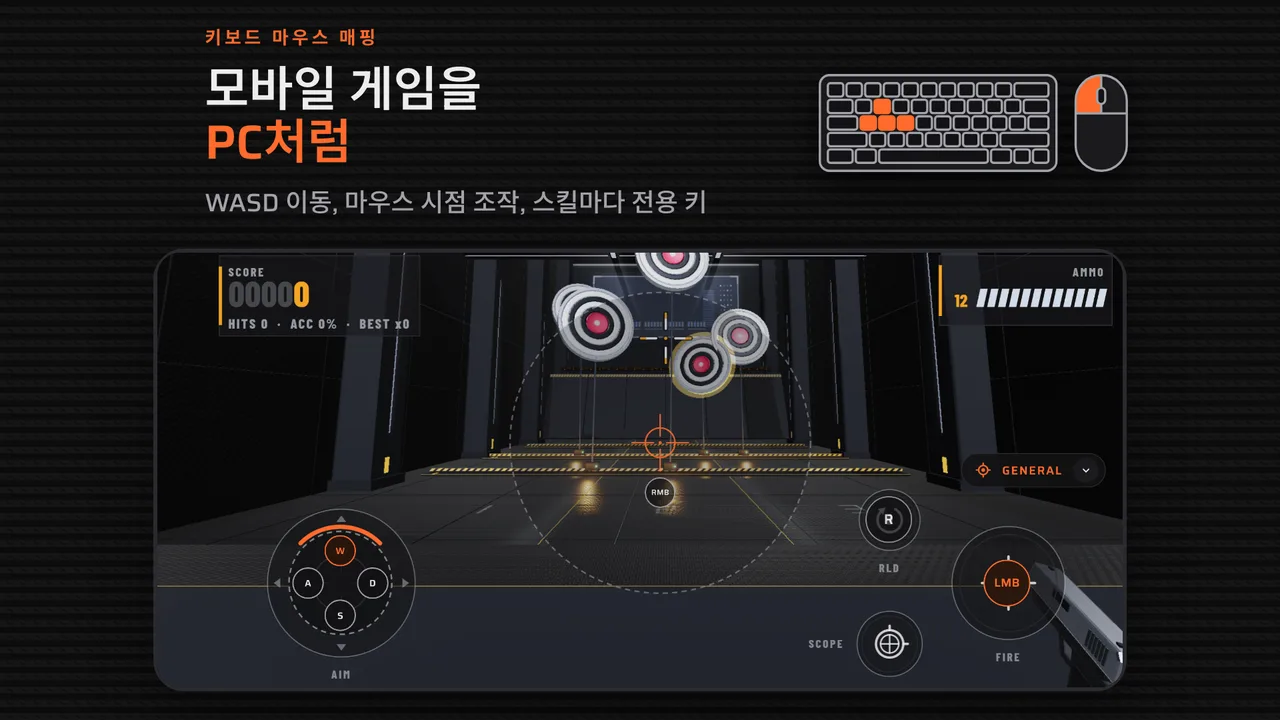 키보드 마우스 매핑
모바일 게임을
PC처럼
WASD 이동, 마우스 시점 조작, 스킬마다 전용 키
SCORE
00000
HITS 0 · ACC 0% · BEST x0
AMMO
12
GENERAL
RMB
R
RLD
W
A
D
S
AIM
LMB
FIRE
SCOPE